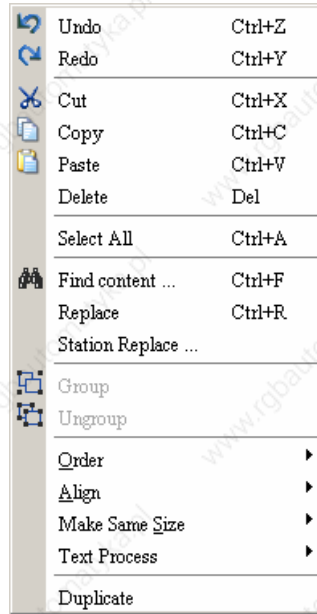 Undo Ctrl+Z
Redo Ctrl+Y
Cut Ctrl+X
Copy Ctrl+C
Paste Ctrl+V
Delete Del
Select All Ctrl+A
Find content ... Ctrl+F
Replace Ctrl+R
Station Replace ...
Group
Ungroup
Order
Align
Make Same Size
Text Process
Duplicate